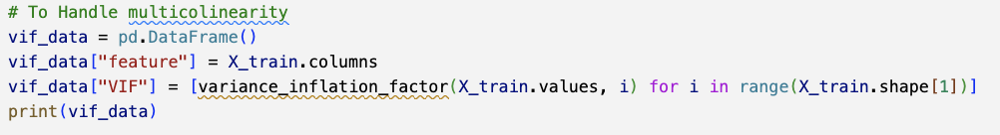 # To Handle multicolinearity
vif_data = pd.DataFrame()
vif_data["feature"] = X_train.columns
vif_data["VIF"] = [variance_inflation_factor(X_train.values, i) for i in range(X_train.shape[1])]
print(vif_data)